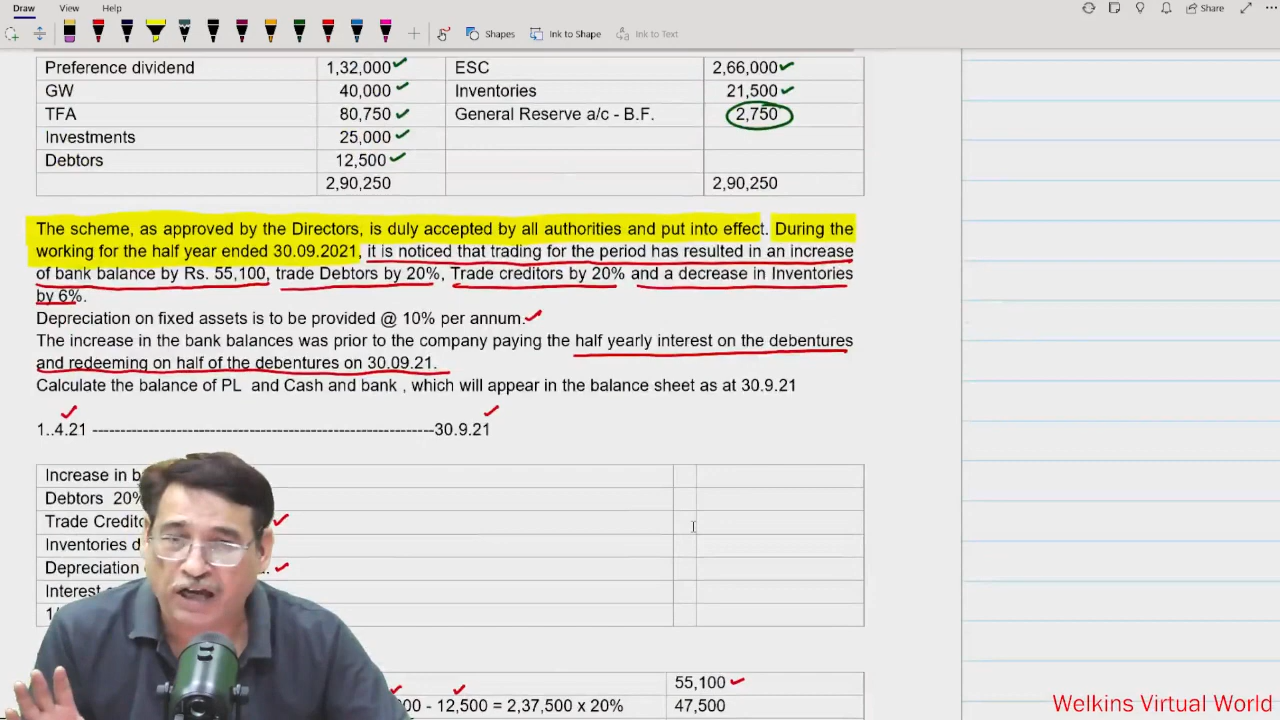 Draw View Help
Shapes Ink to Shape Ink to Text Share
Preference dividend 1,32,000 ESC 2,66,000
GW 40,000 Inventories 21,500
TFA 80,750 General Reserve a/c - B.F. 2,750
Investments 25,000
Debtors 12,500
2,90,250 2,90,250
The scheme, as approved by the Directors, is duly accepted by all authorities and put into effect. During the
working for the half year ended 30.09.2021, it is noticed that trading for the period has resulted in an increase
of bank balance by Rs. 55,100, trade Debtors by 20%, Trade creditors by 20% and a decrease in Inventories
by 6%.
Depreciation on fixed assets is to be provided @ 10% per annum.
The increase in the bank balances was prior to the company paying the half yearly interest on the debentures
and redeeming on half of the debentures on 30.09.21.
Calculate the balance of PL and Cash and bank , which will appear in the balance sheet as at 30.9.21
1..4.21 ------------------------------------------------------------------30.9.21
Increase in
Debtors 20%
Trade
Inventories
Depreciation
Interest
55,100
- 12,500 = 2,37,500 x 20% 47,500
Welkins Virtual World